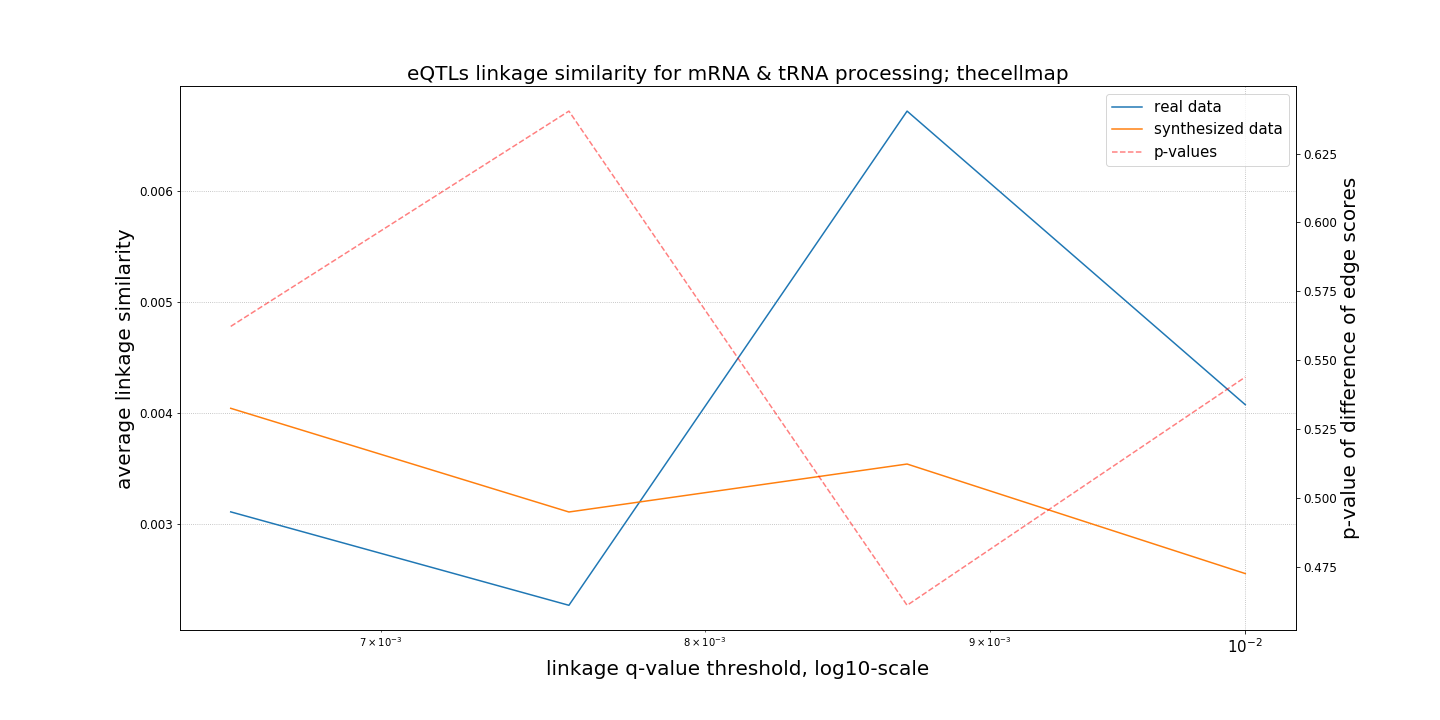 eQTLs linkage similarity for mRNA & tRNA processing; thecellmap
real data
synthesized data
p-values
average linkage similarity
0.006
0.005
0.004
0.003
0.625
0.600
0.575
0.550
0.525
0.500
0.475
p-value of difference of edge scores
7 × 10⁻³
8 × 10⁻³
9 × 10⁻³
10⁻²
linkage q-value threshold, log10-scale